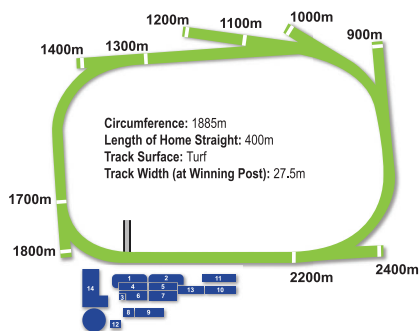 1200m
1100m
1000m
900m
1400m
1300m
Circumference: 1885m
Length of Home Straight: 400m
Track Surface: Turf
Track Width (at Winning Post): 27.5m
1700m
1800m
2200m
2400m
14
1
2
11
4
5
13
10
3
6
7
8
9
12